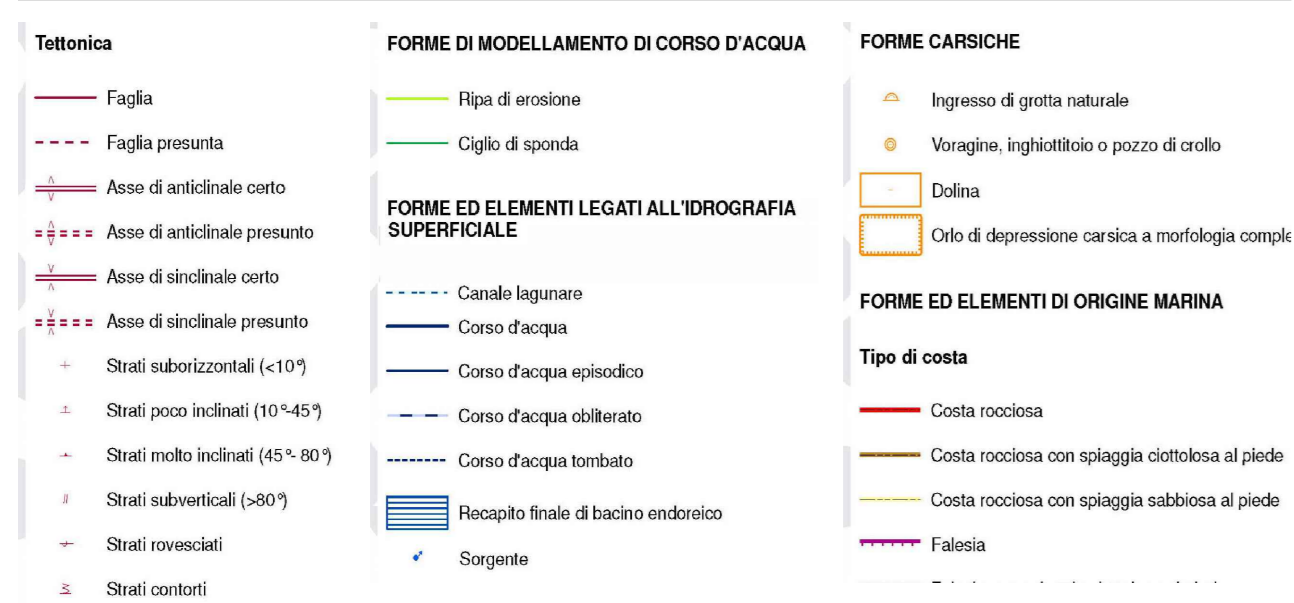 Tettonica
Faglia
Faglia presunta
Asse di anticlinale certo
Asse di anticlinale presunto
Asse di sinclinale certo
Asse di sinclinale presunto
Strati suborizzontali (<10°)
Strati poco inclinati (10°-45°)
Strati molto inclinati (45°- 80°)
Strati subverticali (>80°)
Strati rovesciati
Strati contorti
FORME DI MODELLAMENTO DI CORSO D'ACQUA
Ripa di erosione
Ciglio di sponda
FORME ED ELEMENTI LEGATI ALL'IDROGRAFIA
SUPERFICIALE
Canale lagunare
Corso d'acqua
Corso d'acqua episodico
Corso d'acqua obliterato
Corso d'acqua tombato
Recapito finale di bacino endoreico
Sorgente
FORME CARSICHE
Ingresso di grotta naturale
Voragine, inghiottitoio o pozzo di crollo
Dolina
Orlo di depressione carsica a morfologia comple
FORME ED ELEMENTI DI ORIGINE MARINA
Tipo di costa
Costa rocciosa
Costa rocciosa con spiaggia ciottolosa al piede
Costa rocciosa con spiaggia sabbiosa al piede
Falesia